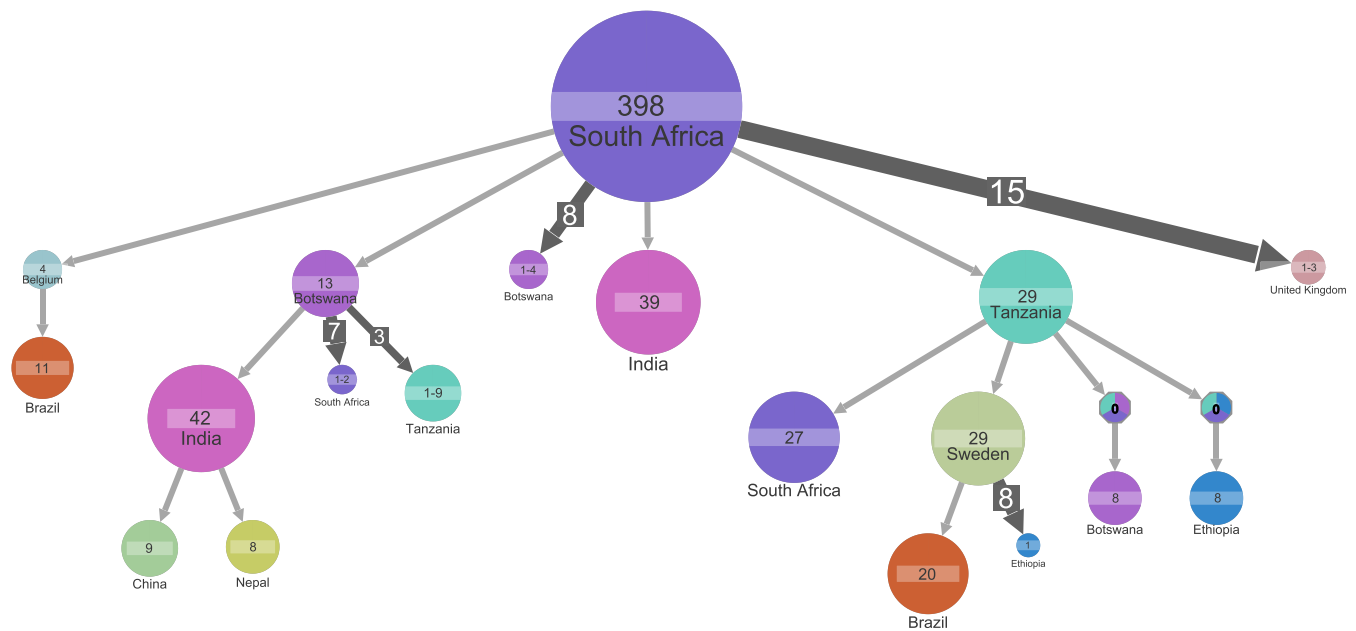 398
South Africa
15
8
4
Belgium
13
Botswana
1-4
Botswana
39
India
29
Tanzania
1-3
United Kingdom
7
3
11
Brazil
42
India
1-2
South Africa
1-9
Tanzania
27
South Africa
29
Sweden
0
0
8
8
Botswana
8
Ethiopia
9
China
8
Nepal
20
Brazil
1
Ethiopia